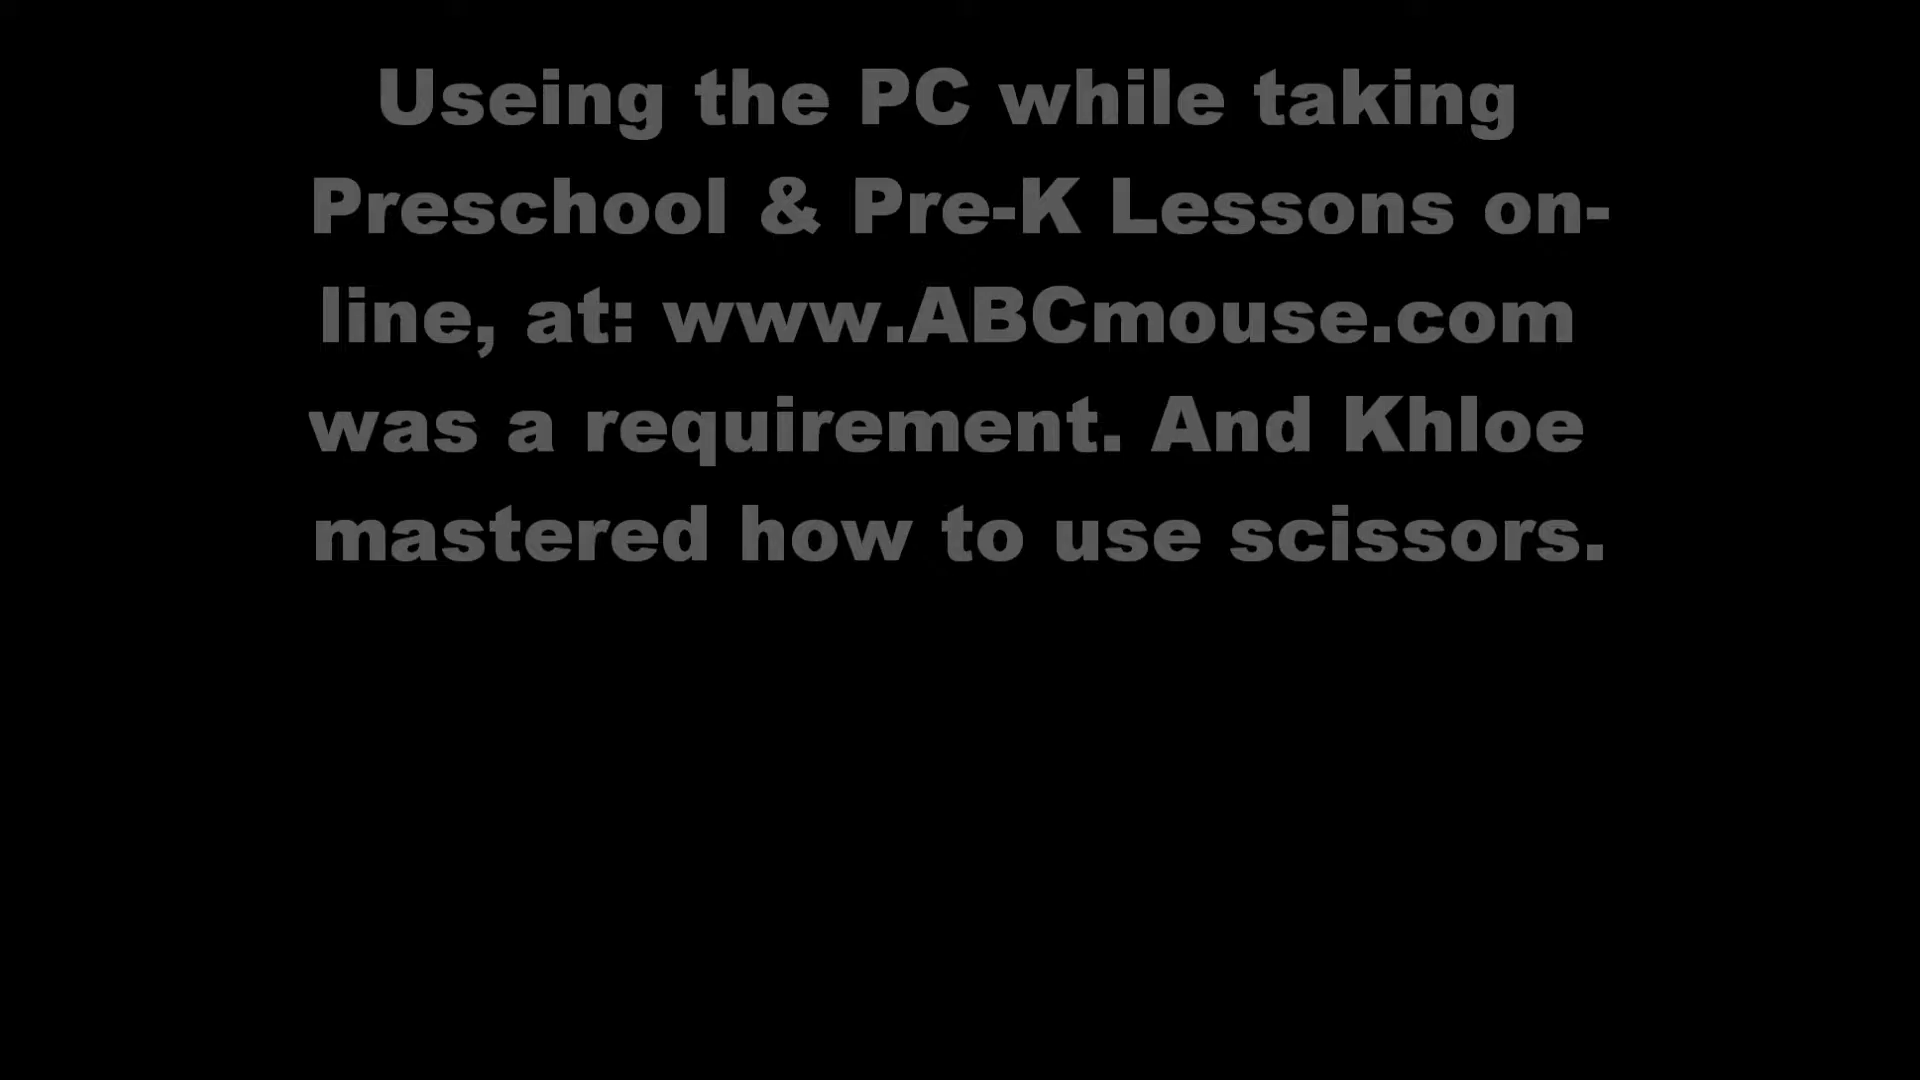 Useing the PC while taking
Preschool & Pre-K Lessons on-
line, at: www.ABCmouse.com
was a requirement. And Khloe
mastered how to use scissors.